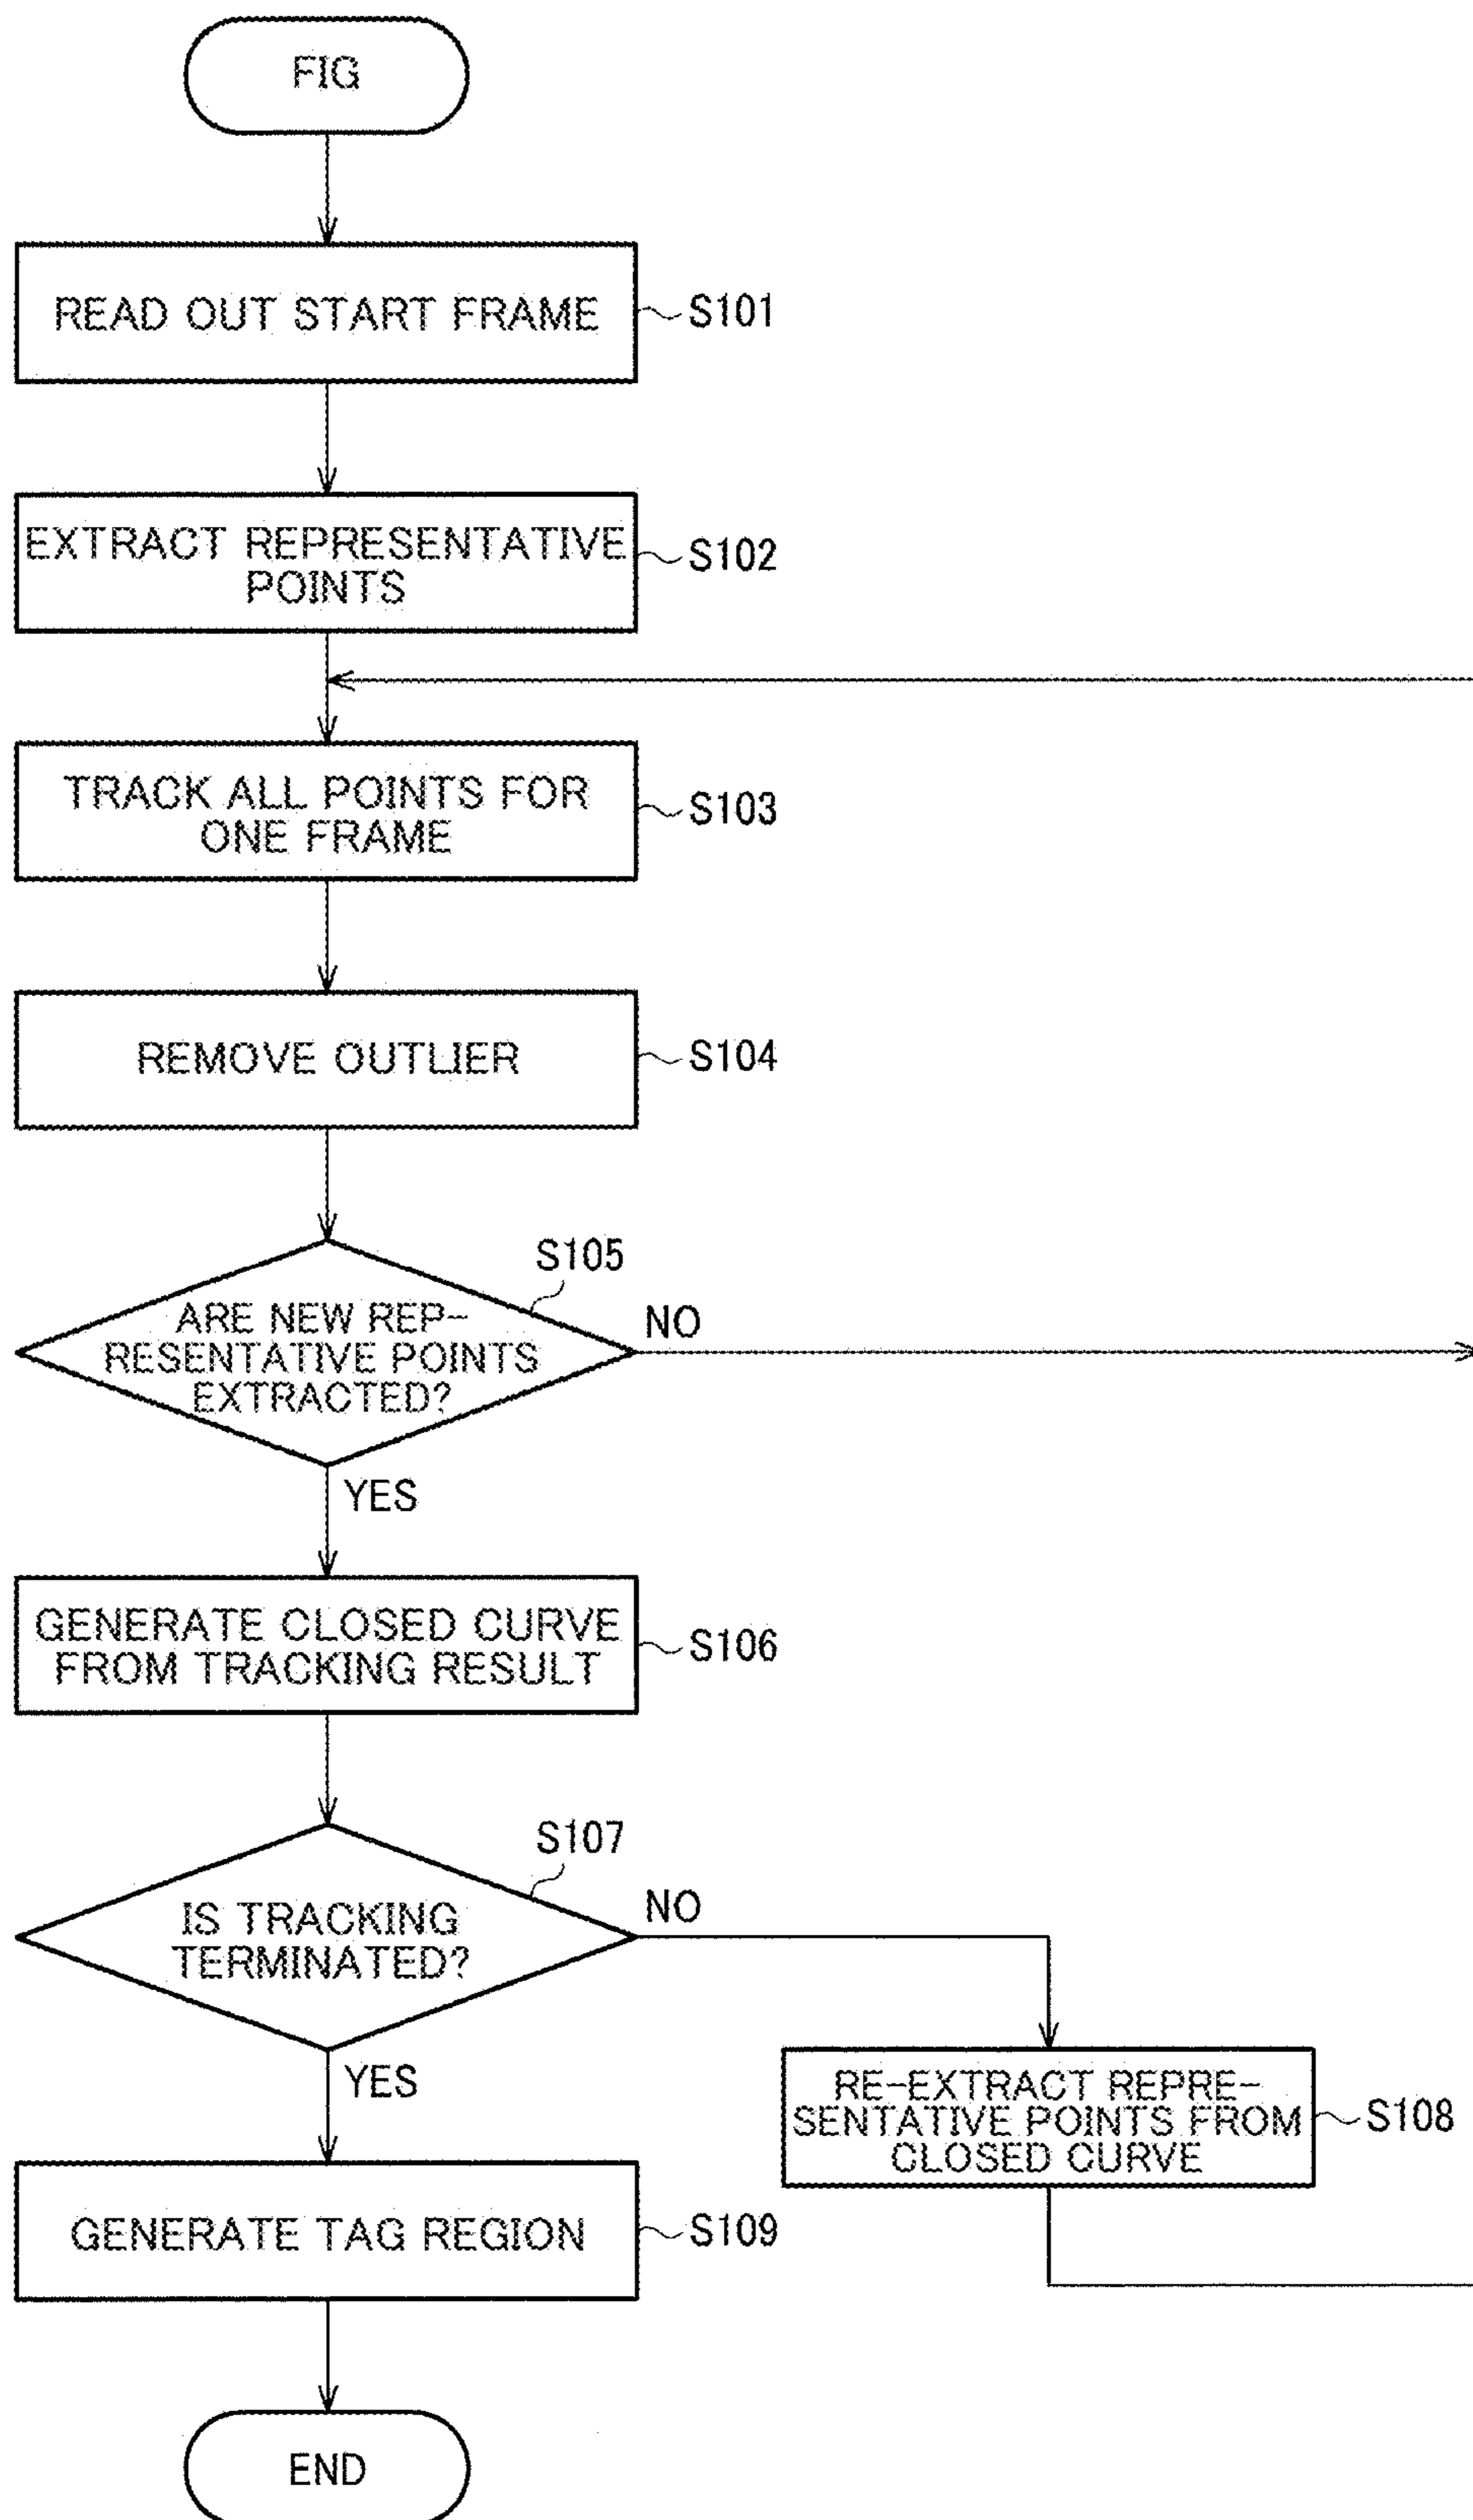 FIG
READ OUT START FRAME
S101
EXTRACT REPRESENTATIVE
POINTS
S102
TRACK ALL POINTS FOR
ONE FRAME
S103
REMOVE OUTLIER
S104
S105
ARE NEW REP-
RESENTATIVE POINTS
EXTRACTED?
NO
YES
GENERATE CLOSED CURVE
FROM TRACKING RESULT
S106
S107
IS TRACKING
TERMINATED?
NO
YES
RE-EXTRACT REPRE-
SENTATIVE POINTS FROM
CLOSED CURVE
S108
GENERATE TAG REGION
S109
END